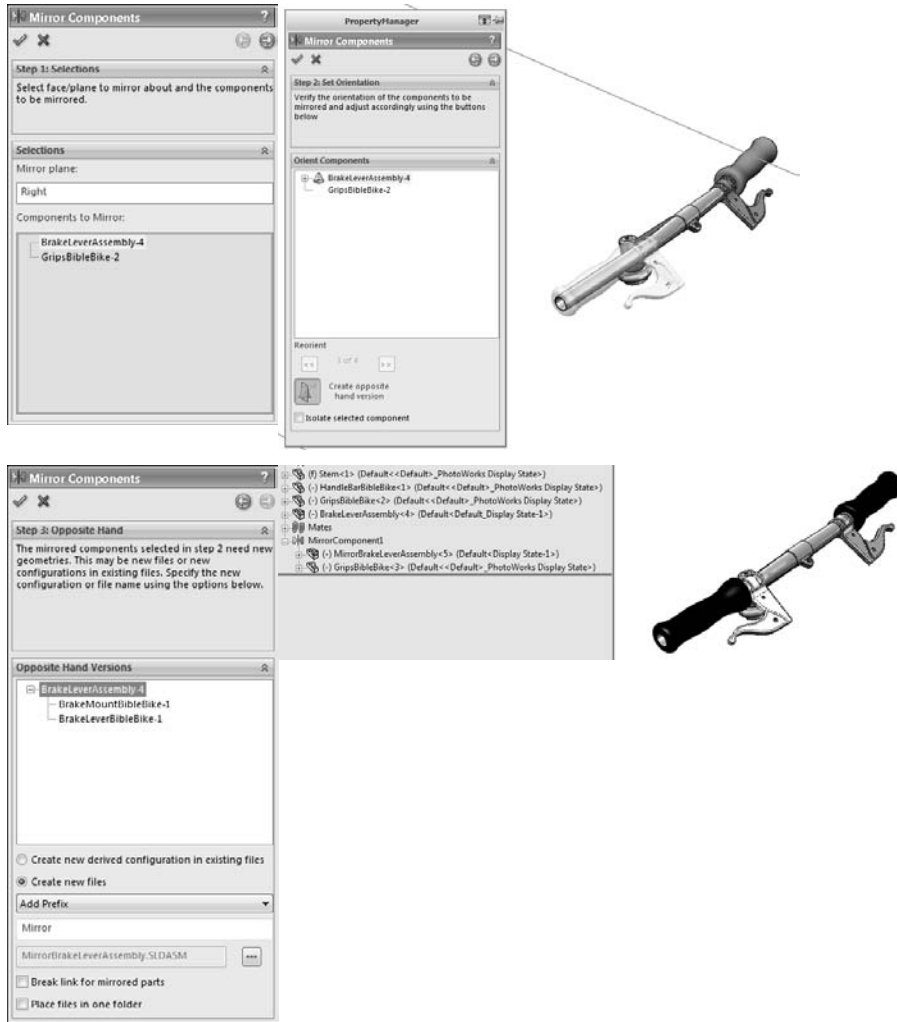 Mirror Components ?
Step 1: Selections
Select face/plane to mirror about and the components
to be mirrored.
Selections
Mirror plane:
Right
Components to Mirror:
BrakeLeverAssembly-4
GripsBibleBike-2
PropertyManager
Mirror Components ?
Step 2: Set Orientation
Verify the orientation of the components to be
mirrored and adjust accordingly using the buttons
below
Orient Components
BrakeLeverAssembly-4
GripsBibleBike-2
Reorient
<< of 4 >>
Create opposite
hand version
Isolate selected component
Mirror Components ?
Step 3: Opposite Hand
The mirrored components selected in step 2 need new
geometries. This may be new files or new
configurations in existing files. Specify the new
configuration or file name using the options below.
Opposite Hand Versions
BrakeLeverAssembly-4
BrakeMountBibleBike-1
BrakeLeverBibleBike-1
Create new derived configuration in existing files
Create new files
Add Prefix
Mirror
MirrorBrakeLeverAssembly.SLDASM ...
Break link for mirrored parts
Place files in one folder
(f) Stem<1> (Default<<Default>_PhotoWorks Display State>)
(-) HandleBarBibleBike<1> (Default<<Default>_PhotoWorks Display State>)
(-) GripsBibleBike<2> (Default<<Default>_PhotoWorks Display State>)
(-) BrakeLeverAssembly<4> (Default<Default_Display State-1>)
Mates
MirrorComponent1
(-) MirrorBrakeLeverAssembly<5> (Default<Display State-1>)
(-) GripsBibleBike<3> (Default<<Default>_PhotoWorks Display State>)